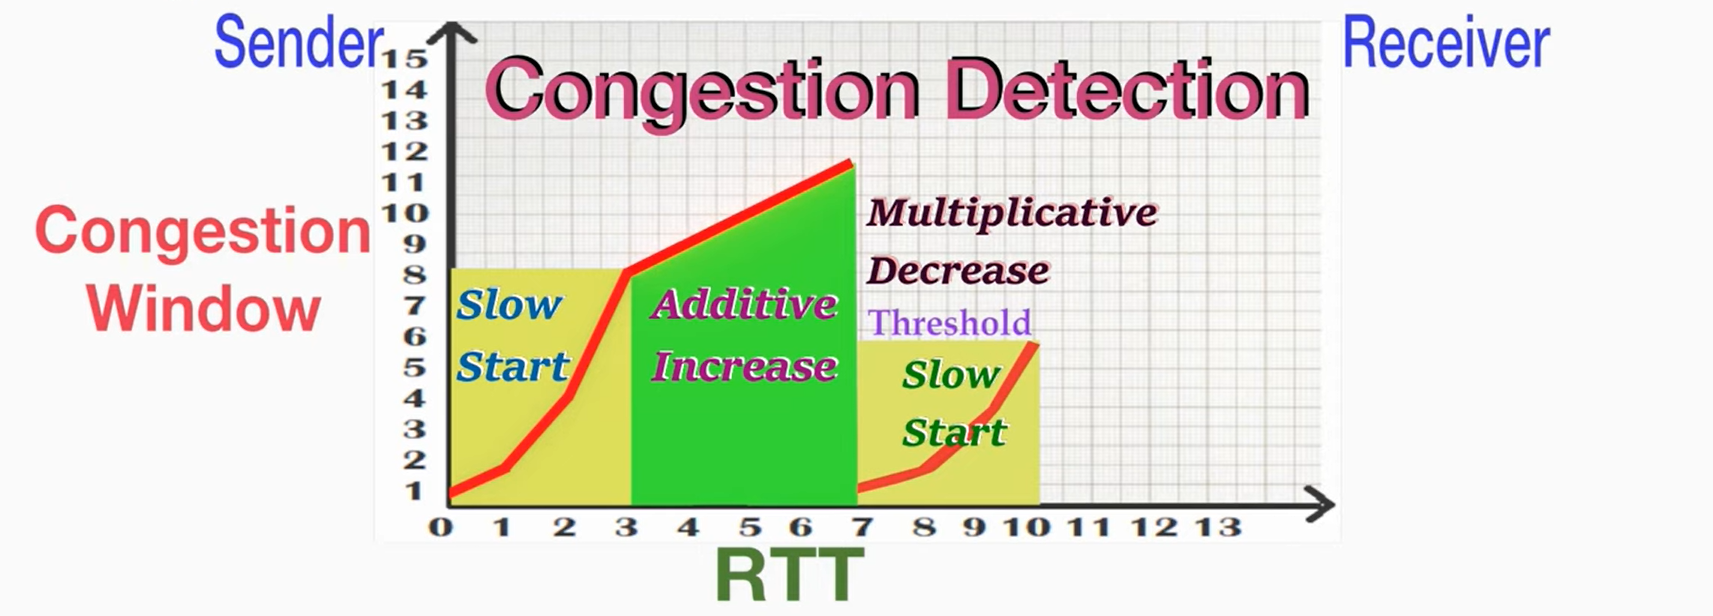 Sender
Receiver
Congestion Detection
Congestion
Window
15
14
13
12
11
10
9
8
7
6
5
4
3
2
1
Slow
Start
Additive
Increase
Multiplicative
Decrease
Threshold
Slow
Start
0 1 2 3 4 5 6 7 8 9 10 11 12 13
RTT